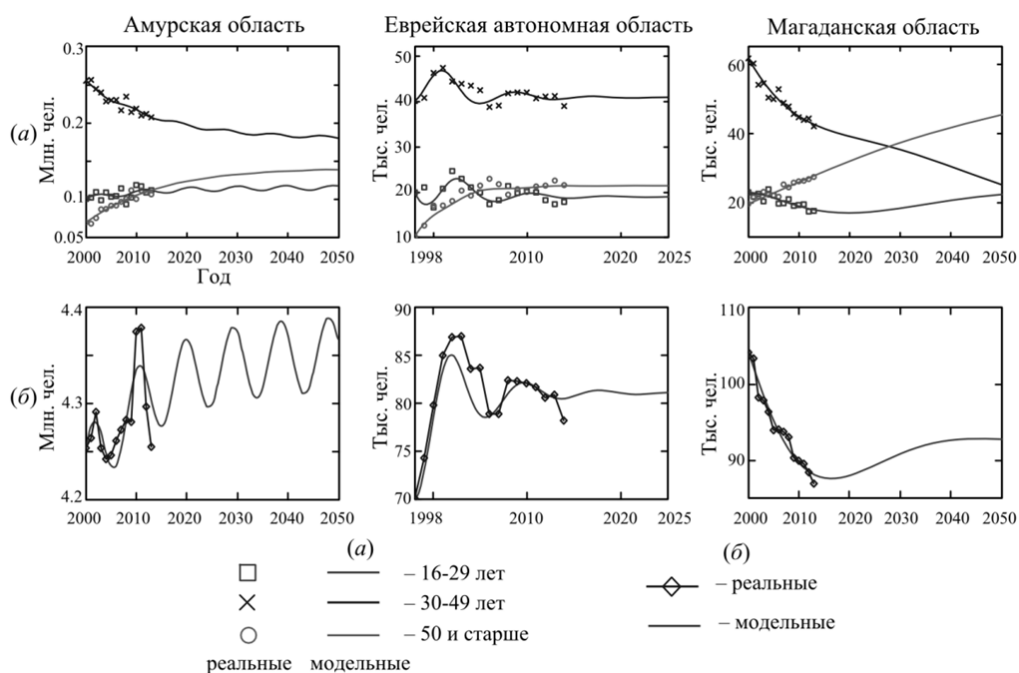 Амурская область
Еврейская автономная область
Магаданская область
(а)
Млн. чел.
0.3
0.2
0.1
0.05
2000 2010 2020 2030 2040 2050
Год
Тыс. чел.
50
40
30
20
10
1998 2010 2020 2025
Тыс. чел.
60
40
20
2000 2010 2020 2030 2040 2050
(б)
Млн. чел.
4.4
4.3
4.2
2000 2010 2020 2030 2040 2050
Тыс. чел.
90
85
80
75
70
1998 2010 2020 2025
Тыс. чел.
110
100
90
2000 2010 2020 2030 2040 2050
(а)
– 16-29 лет
– 30-49 лет
– 50 и старше
реальные модельные
(б)
– реальные
– модельные